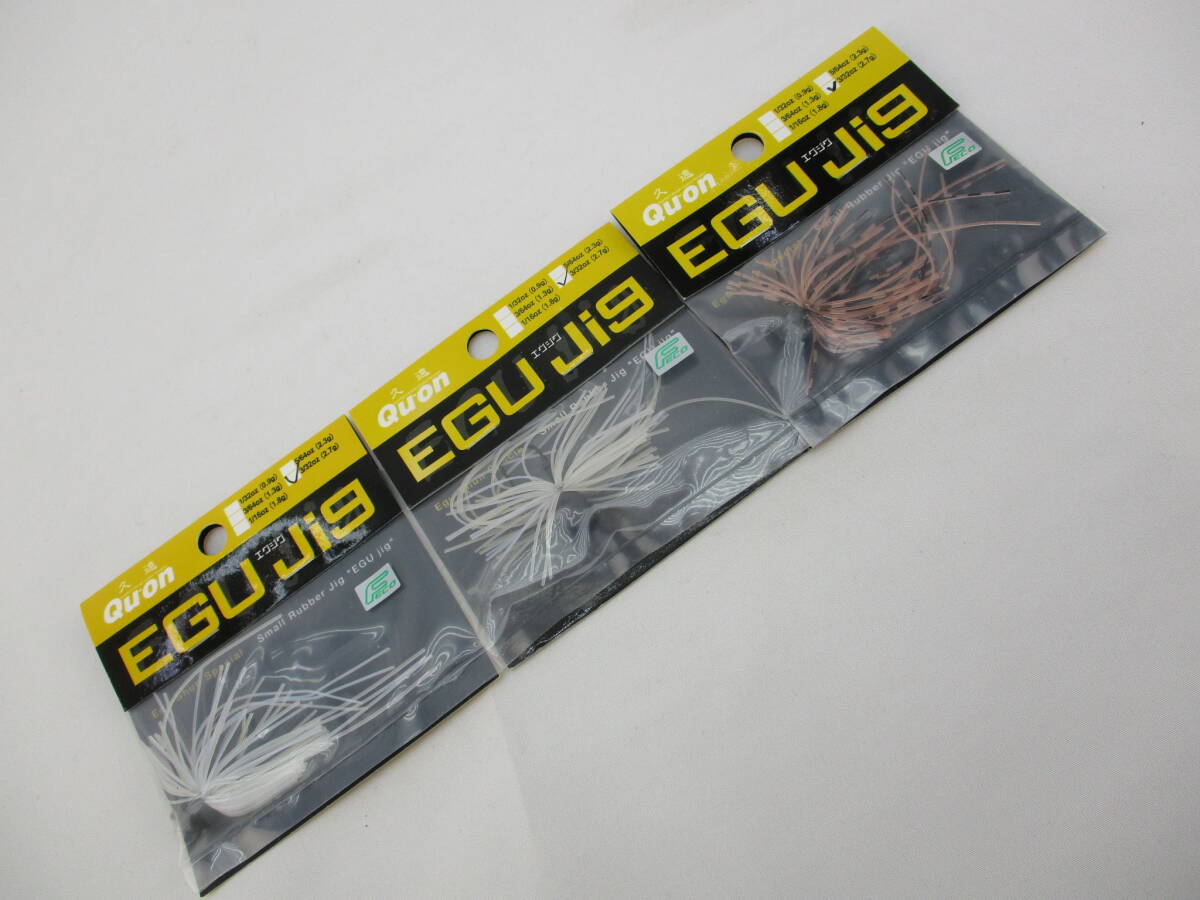 久遠
Qu-on
1/32oz (0.9g)
3/64oz (1.3g)
1/16oz (1.8g)
5/64oz (2.3g)
3/32oz (2.7g)
EGU Jig
エグジグ
Small Rubber Jig "EGU jig"
FECO
久遠
Qu-on
1/32oz (0.9g)
3/64oz (1.3g)
1/16oz (1.8g)
5/64oz (2.3g)
3/32oz (2.7g)
EGU Jig
エグジグ
Small Rubber Jig "EGU jig"
FECO
久遠
Qu-on
1/32oz (0.9g)
3/64oz (1.3g)
1/16oz (1.8g)
5/64oz (2.3g)
3/32oz (2.7g)
EGU Jig
エグジグ
Special Small Rubber Jig "EGU jig"
FECO